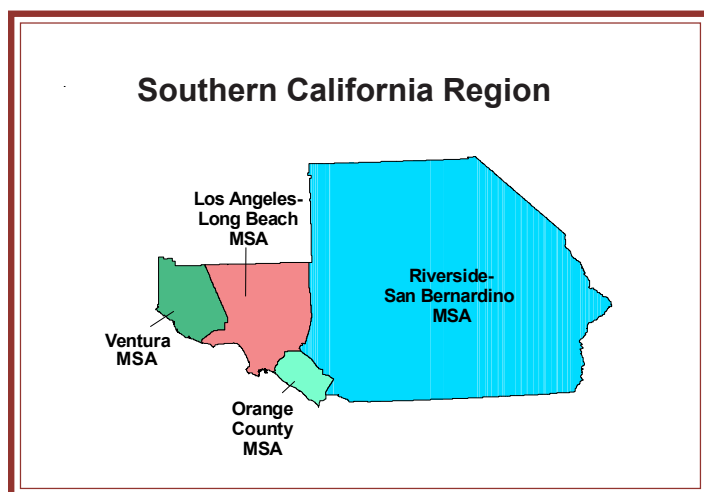 Southern California Region
Los Angeles-
Long Beach
MSA
Riverside-
San Bernardino
MSA
Ventura
MSA
Orange
County
MSA